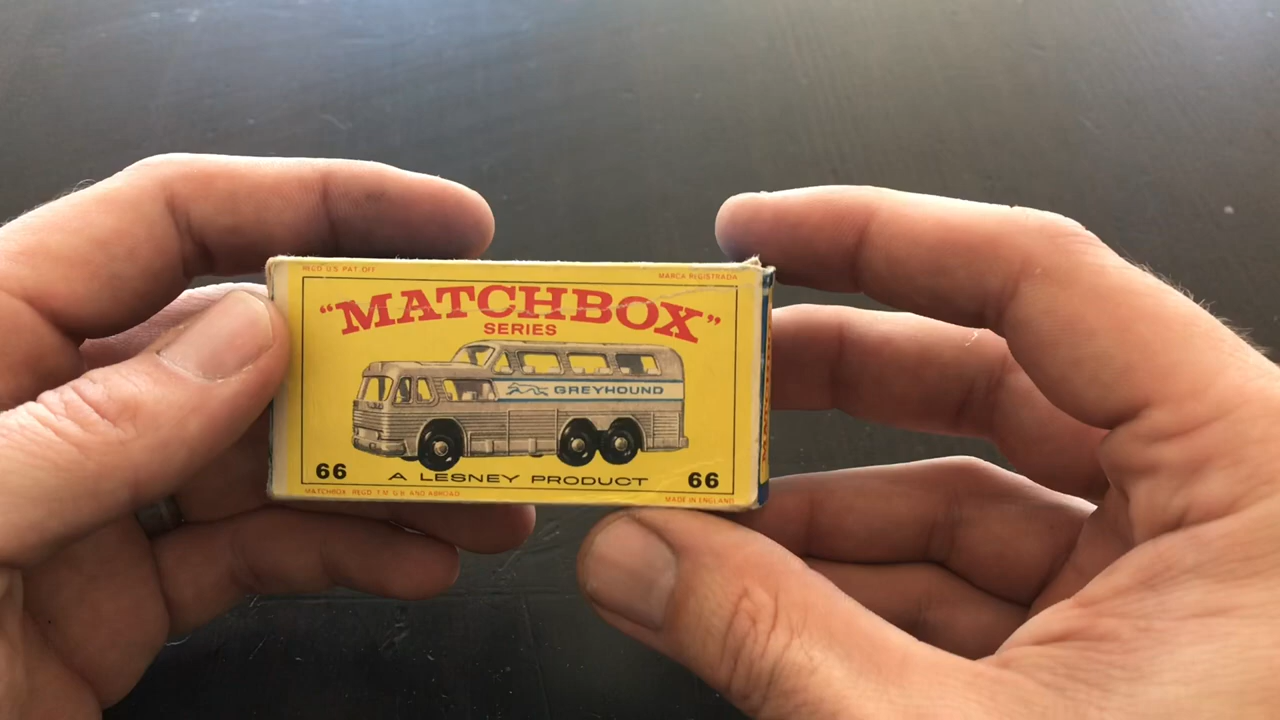 REGD U.S PAT. OFF MARCA REGISTRADA
"MATCHBOX"
SERIES
GREYHOUND
66 A LESNEY PRODUCT 66
MATCHBOX REGD. T.M. U.K. AND ABROAD MADE IN ENGLAND